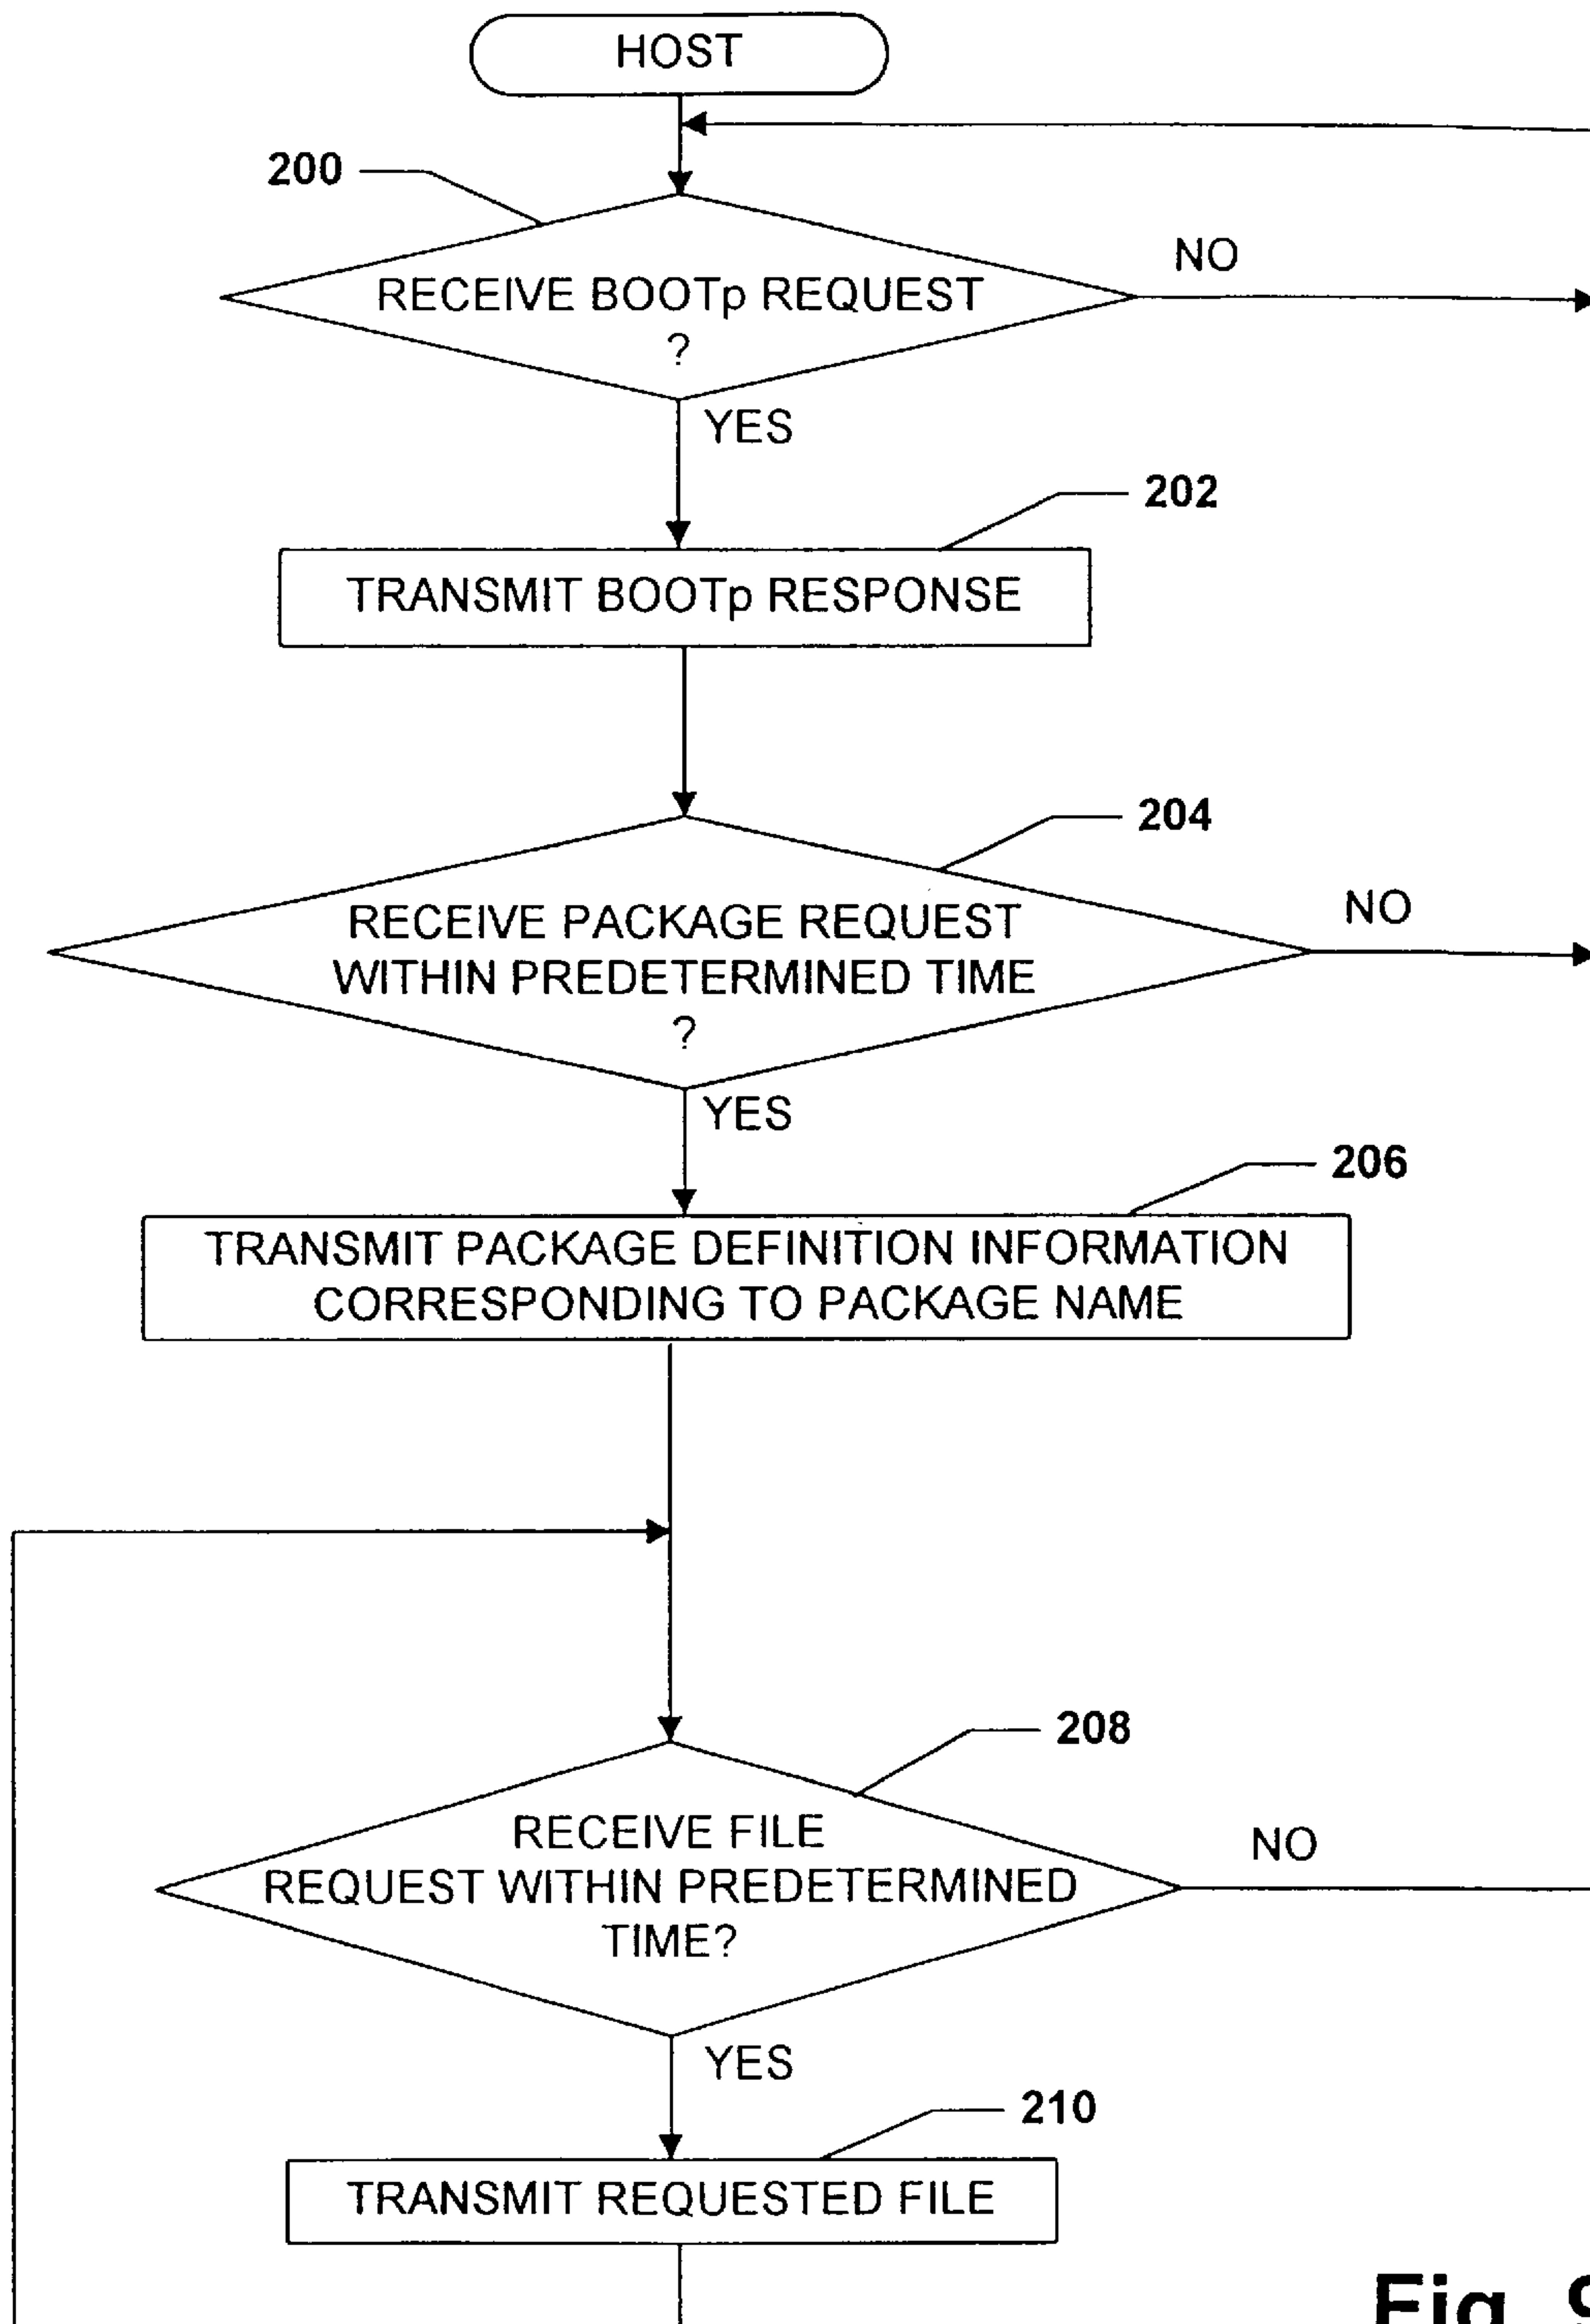 HOST
200
RECEIVE BOOTp REQUEST
?
NO
YES
202
TRANSMIT BOOTp RESPONSE
204
RECEIVE PACKAGE REQUEST
WITHIN PREDETERMINED TIME
?
NO
YES
206
TRANSMIT PACKAGE DEFINITION INFORMATION
CORRESPONDING TO PACKAGE NAME
208
RECEIVE FILE
REQUEST WITHIN PREDETERMINED
TIME?
NO
YES
210
TRANSMIT REQUESTED FILE
Fig.